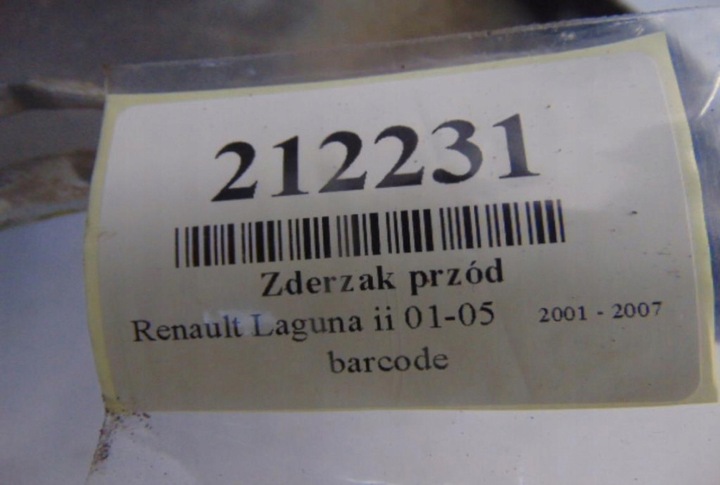 212231
Zderzak przód
Renault Laguna ii 01-05 2001 - 2007
barcode